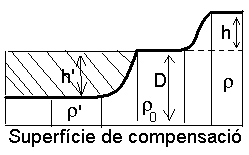 h
h'
D
ρ
ρ'
ρ₀
Superfície de compensació